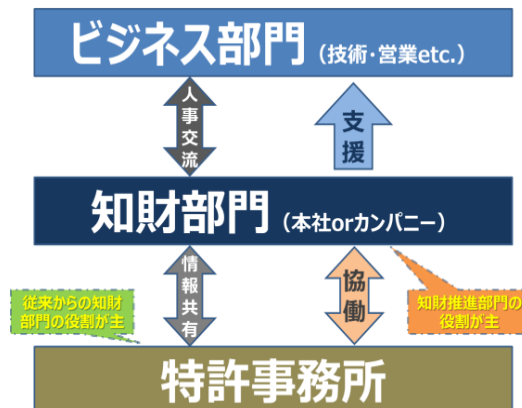 ビジネス部門（技術・営業etc.）
人事交流
支援
知財部門（本社orカンパニー）
情報共有
協働
従来からの知財
部門の役割が主
知財推進部門の
役割が主
特許事務所